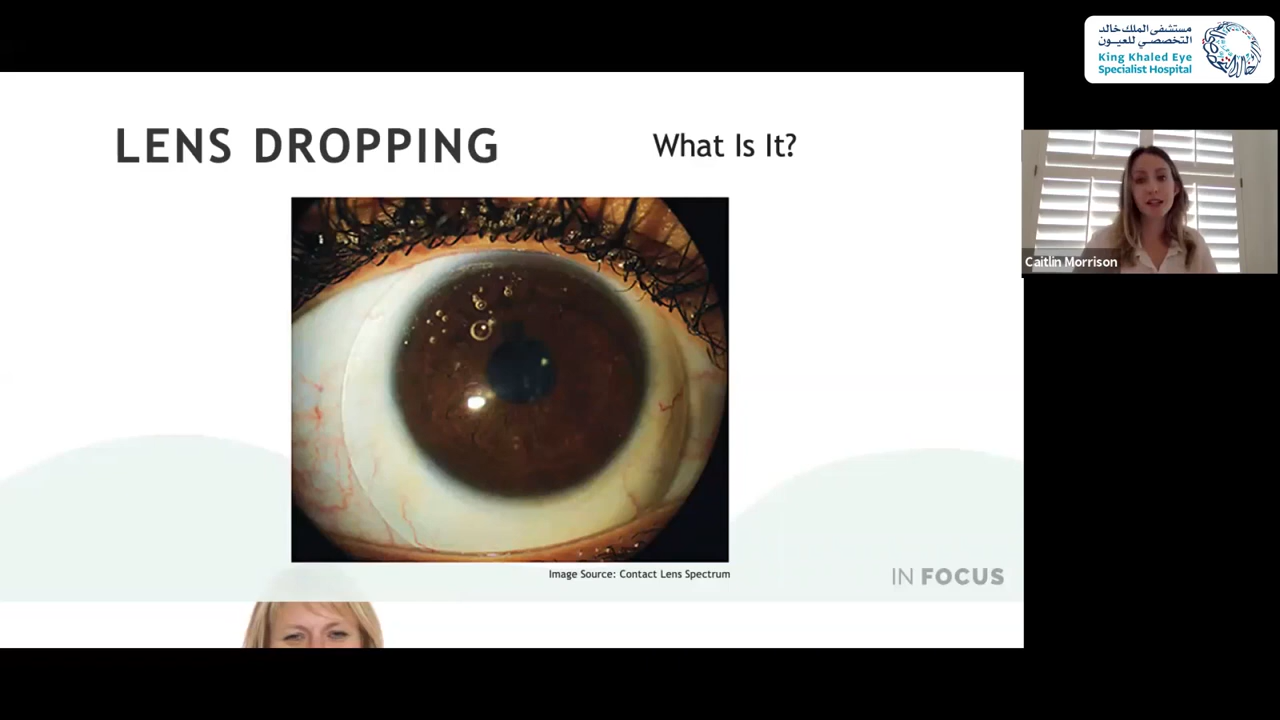 مستشفى الملك خالد
التخصصي للعيون
King Khaled Eye
Specialist Hospital
LENS DROPPING
What Is It?
Caitlin Morrison
Image Source: Contact Lens Spectrum
IN FOCUS